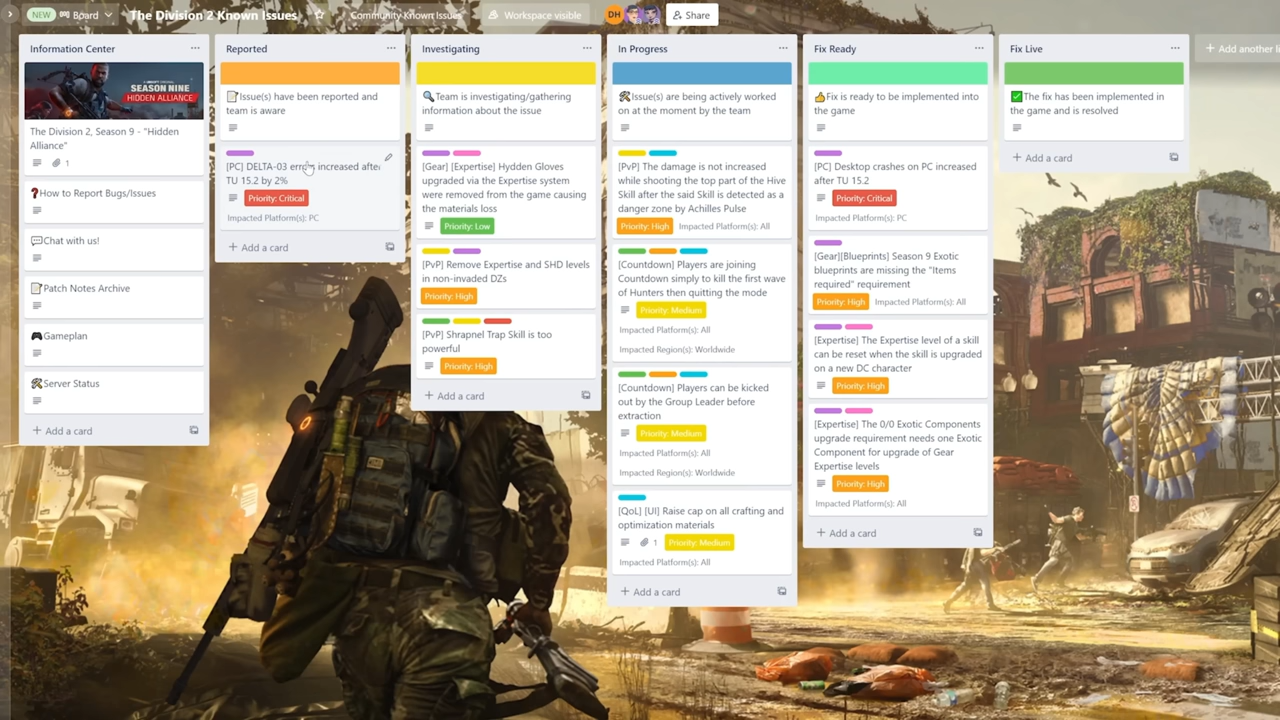 NEW Board The Division 2 Known Issues Community Known Issues Workspace visible DH Share
Information Center
SEASON NINE
HIDDEN ALLIANCE
The Division 2, Season 9 - "Hidden
Alliance"
1
❓How to Report Bugs/Issues
💬Chat with us!
📝Patch Notes Archive
🎮Gameplan
🛠Server Status
+ Add a card
Reported
📝Issue(s) have been reported and
team is aware
[PC] DELTA-03 errors increased after
TU 15.2 by 2%
Priority: Critical
Impacted Platform(s): PC
+ Add a card
Investigating
🔍Team is investigating/gathering
information about the issue
[Gear] [Expertise] Hydden Gloves
upgraded via the Expertise system
were removed from the game causing
the materials loss
Priority: Low
[PvP] Remove Expertise and SHD levels
in non-invaded DZs
Priority: High
[PvP] Shrapnel Trap Skill is too
powerful
Priority: High
+ Add a card
In Progress
🛠Issue(s) are being actively worked
on at the moment by the team
[PvP] The damage is not increased
while shooting the top part of the Hive
Skill after the said Skill is detected as a
danger zone by Achilles Pulse
Priority: High Impacted Platform(s): All
[Countdown] Players are joining
Countdown simply to kill the first wave
of Hunters then quitting the mode
Priority: Medium
Impacted Platform(s): All
Impacted Region(s): Worldwide
[Countdown] Players can be kicked
out by the Group Leader before
extraction
Priority: Medium
Impacted Platform(s): All
Impacted Region(s): Worldwide
[QoL] [UI] Raise cap on all crafting and
optimization materials
1 Priority: Medium
Impacted Platform(s): All
+ Add a card
Fix Ready
👍Fix is ready to be implemented into
the game
[PC] Desktop crashes on PC increased
after TU 15.2
Priority: Critical
Impacted Platform(s): PC
[Gear][Blueprints] Season 9 Exotic
blueprints are missing the "Items
required" requirement
Priority: High Impacted Platform(s): All
[Expertise] The Expertise level of a skill
can be reset when the skill is upgraded
on a new DC character
Priority: High
[Expertise] The 0/0 Exotic Components
upgrade requirement needs one Exotic
Component for upgrade of Gear
Expertise levels
Priority: High
Impacted Platform(s): All
+ Add a card
Fix Live
✅The fix has been implemented in
the game and is resolved
+ Add a card
+ Add another li